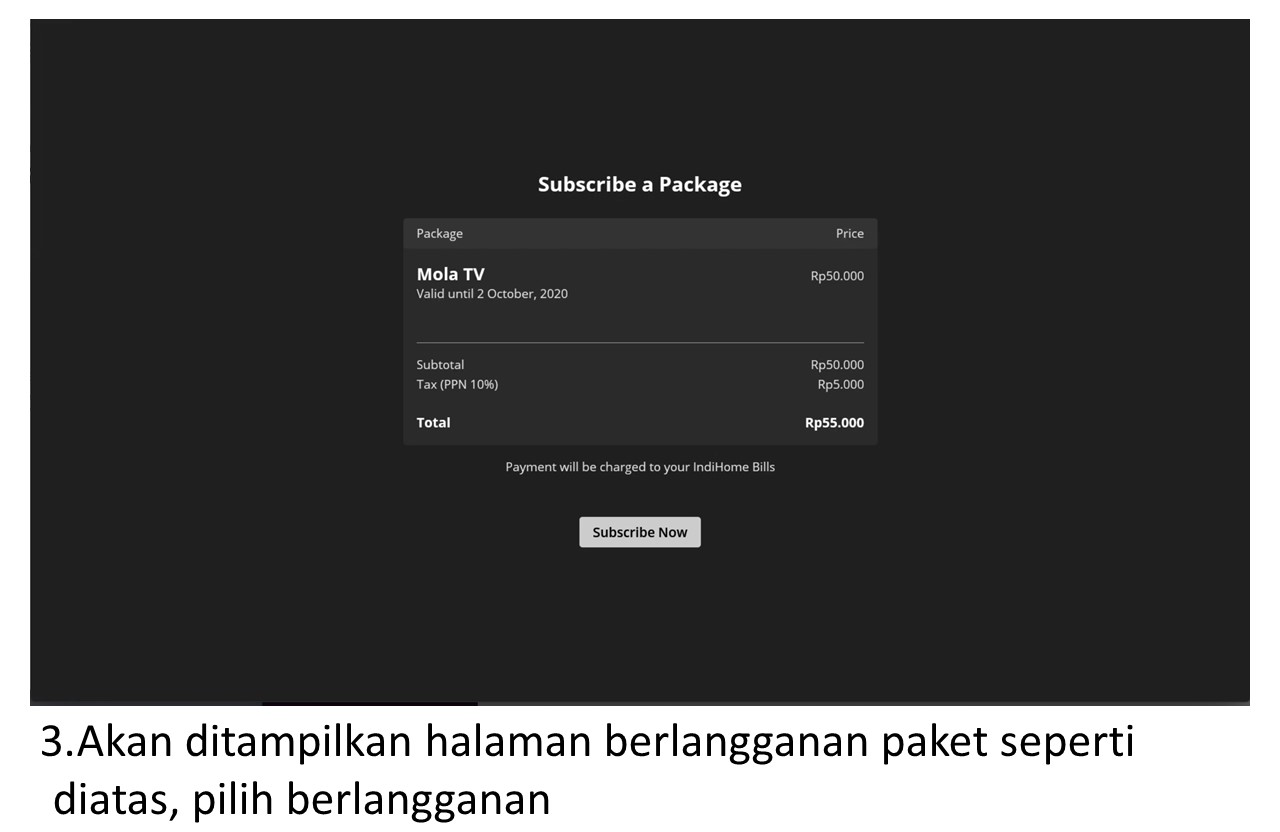 Subscribe a Package
Package Price
Mola TV Rp50.000
Valid until 2 October, 2020
Subtotal Rp50.000
Tax (PPN 10%) Rp5.000
Total Rp55.000
Payment will be charged to your IndiHome Bills
Subscribe Now
3.Akan ditampilkan halaman berlangganan paket seperti
diatas, pilih berlangganan